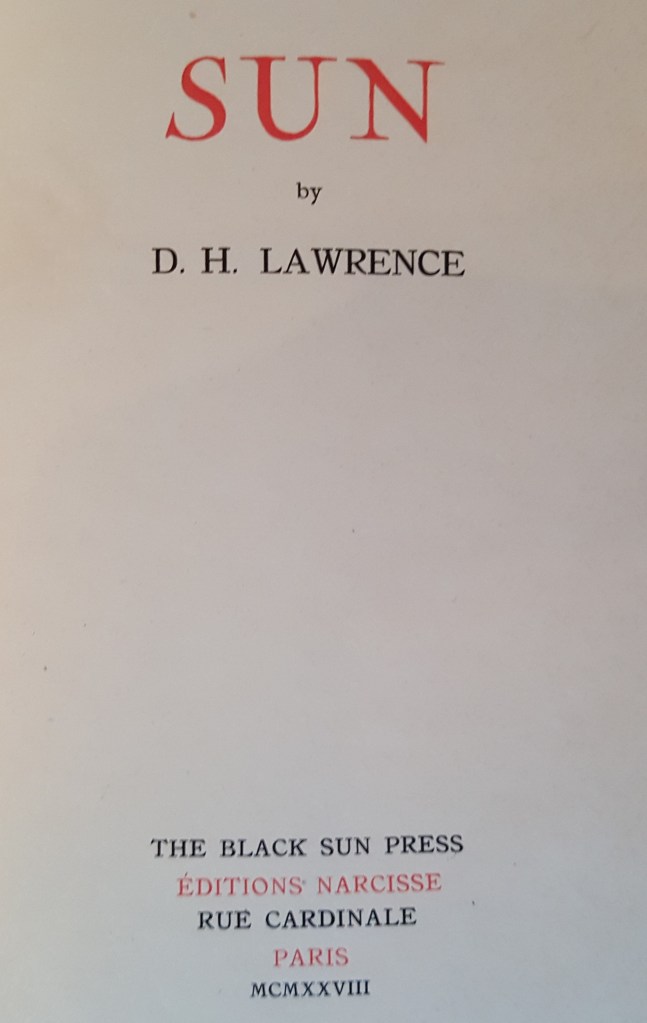 SUN
by
D. H. LAWRENCE
THE BLACK SUN PRESS
ÉDITIONS NARCISSE
RUE CARDINALE
PARIS
MCMXXVIII